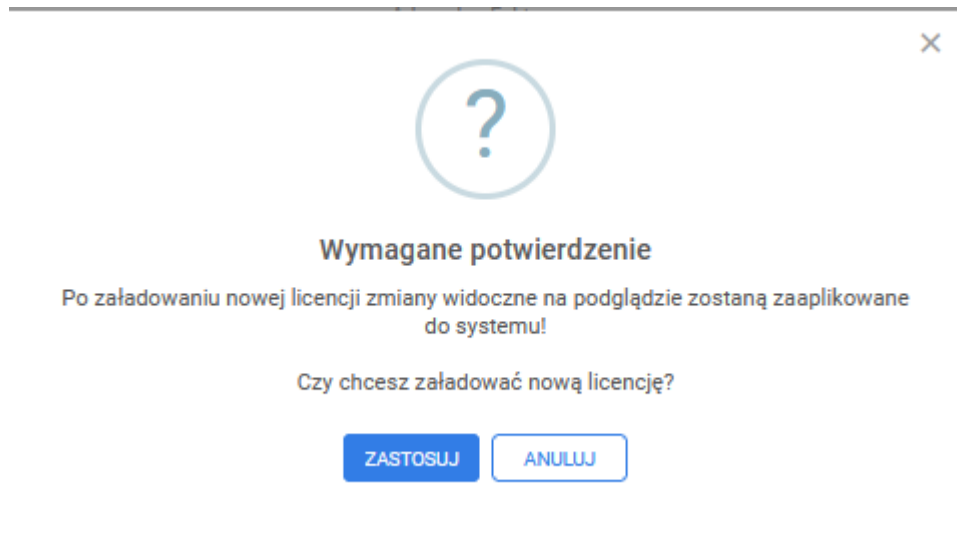 ?
Wymagane potwierdzenie
Po załadowaniu nowej licencji zmiany widoczne na podglądzie zostaną zaaplikowane
do systemu!
Czy chcesz załadować nową licencję?
ZASTOSUJ ANULUJ